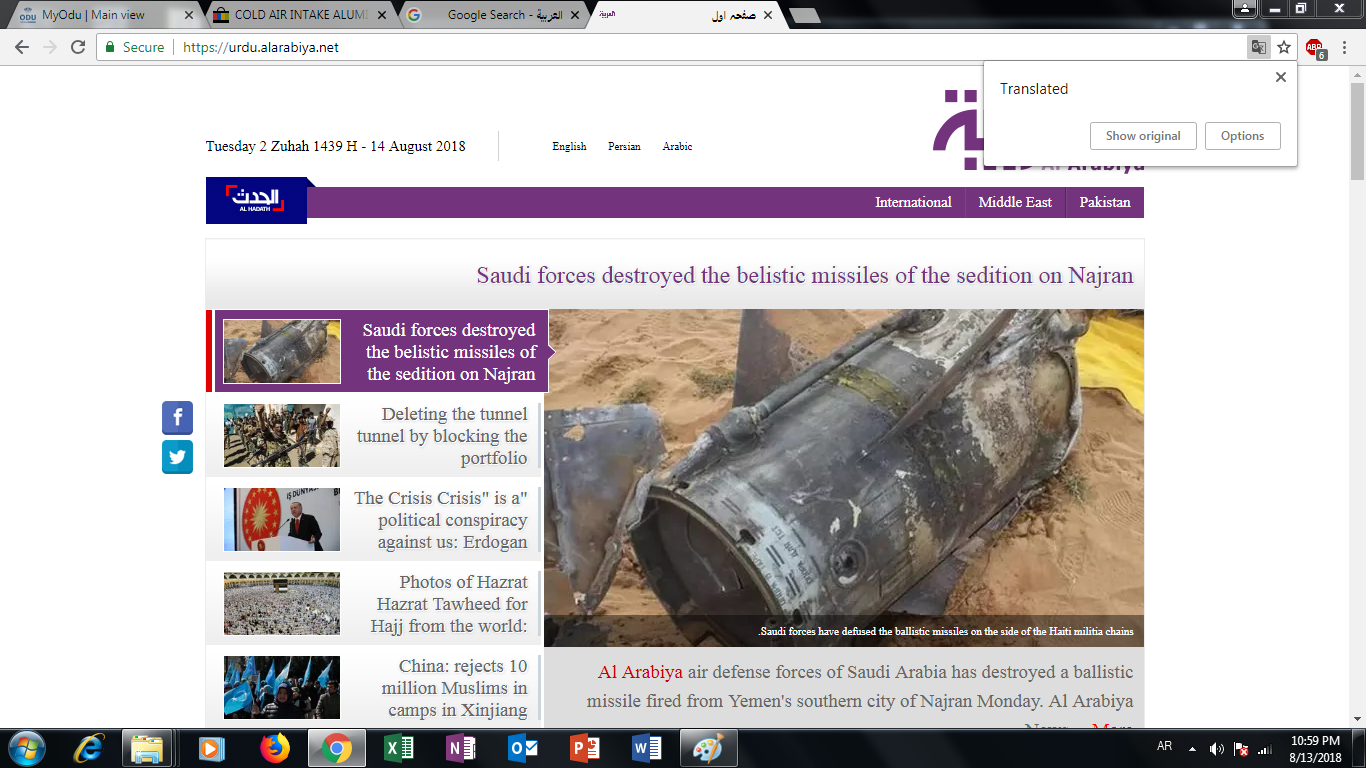 MyOdu | Main view
COLD AIR INTAKE ALUMI
Google Search - العربية
العربية
صفحہ اول
Secure
https://urdu.alarabiya.net
ABP
6
Translated
Show original
Options
Tuesday 2 Zuhah 1439 H - 14 August 2018
English
Persian
Arabic
Al Arabiya
الحدث
AL HADATH
International
Middle East
Pakistan
Saudi forces destroyed the belistic missiles of the sedition on Najran
Saudi forces destroyed
the belistic missiles of
the sedition on Najran
Deleting the tunnel
tunnel by blocking the
portfolio
The Crisis Crisis" is a"
political conspiracy
against us: Erdogan
Photos of Hazrat
Hazrat Tawheed for
Hajj from the world:
China: rejects 10
million Muslims in
camps in Xinjiang
.Saudi forces have defused the ballistic missiles on the side of the Haiti militia chains
Al Arabiya air defense forces of Saudi Arabia has destroyed a ballistic
missile fired from Yemen's southern city of Najran Monday. Al Arabiya
News ... More
AR
10:59 PM
8/13/2018